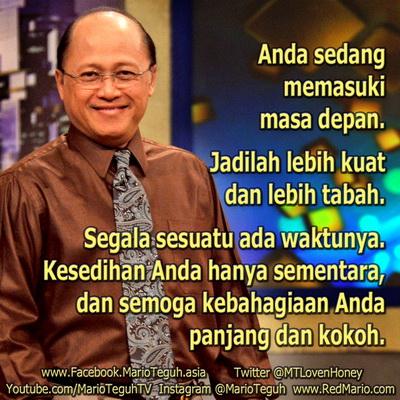 Anda sedang
memasuki
masa depan.
Jadilah lebih kuat
dan lebih tabah.
Segala sesuatu ada waktunya.
Kesedihan Anda hanya sementara,
dan semoga kebahagiaan Anda
panjang dan kokoh.
www.Facebook.MarioTeguh.asia Twitter @MTLovenHoney
Youtube.com/MarioTeguhTV Instagram @MarioTeguh www.RedMario.com